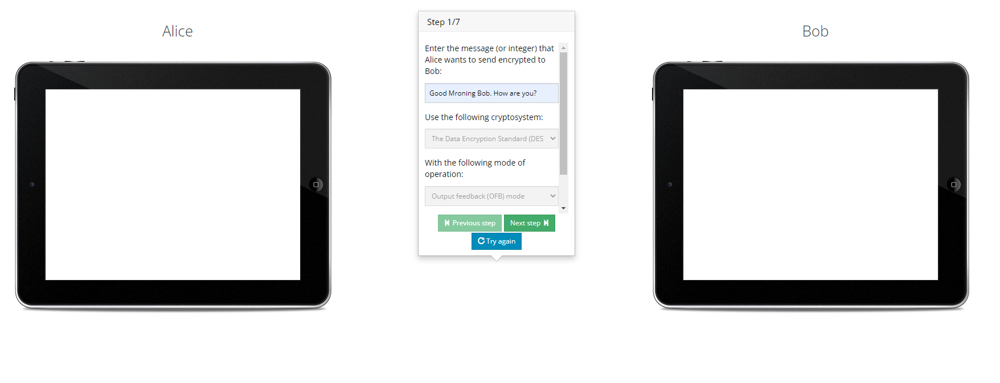 Alice
Step 1/7
Bob
Enter the message (or integer) that
Alice wants to send encrypted to
Bob:
Good Mroning Bob. How are you?
Use the following cryptosystem:
The Data Encryption Standard (DES
With the following mode of
operation:
Output feedback (OFB) mode
Previous step Next step
Try again